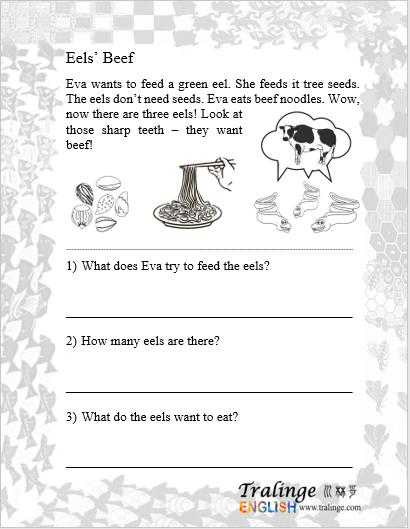 Eels’ Beef
Eva wants to feed a green eel. She feeds it tree seeds.
The eels don’t need seeds. Eva eats beef noodles. Wow,
now there are three eels! Look at
those sharp teeth – they want
beef!
1) What does Eva try to feed the eels?
2) How many eels are there?
3) What do the eels want to eat?
Tralinge
ENGLISH www.tralinge.com